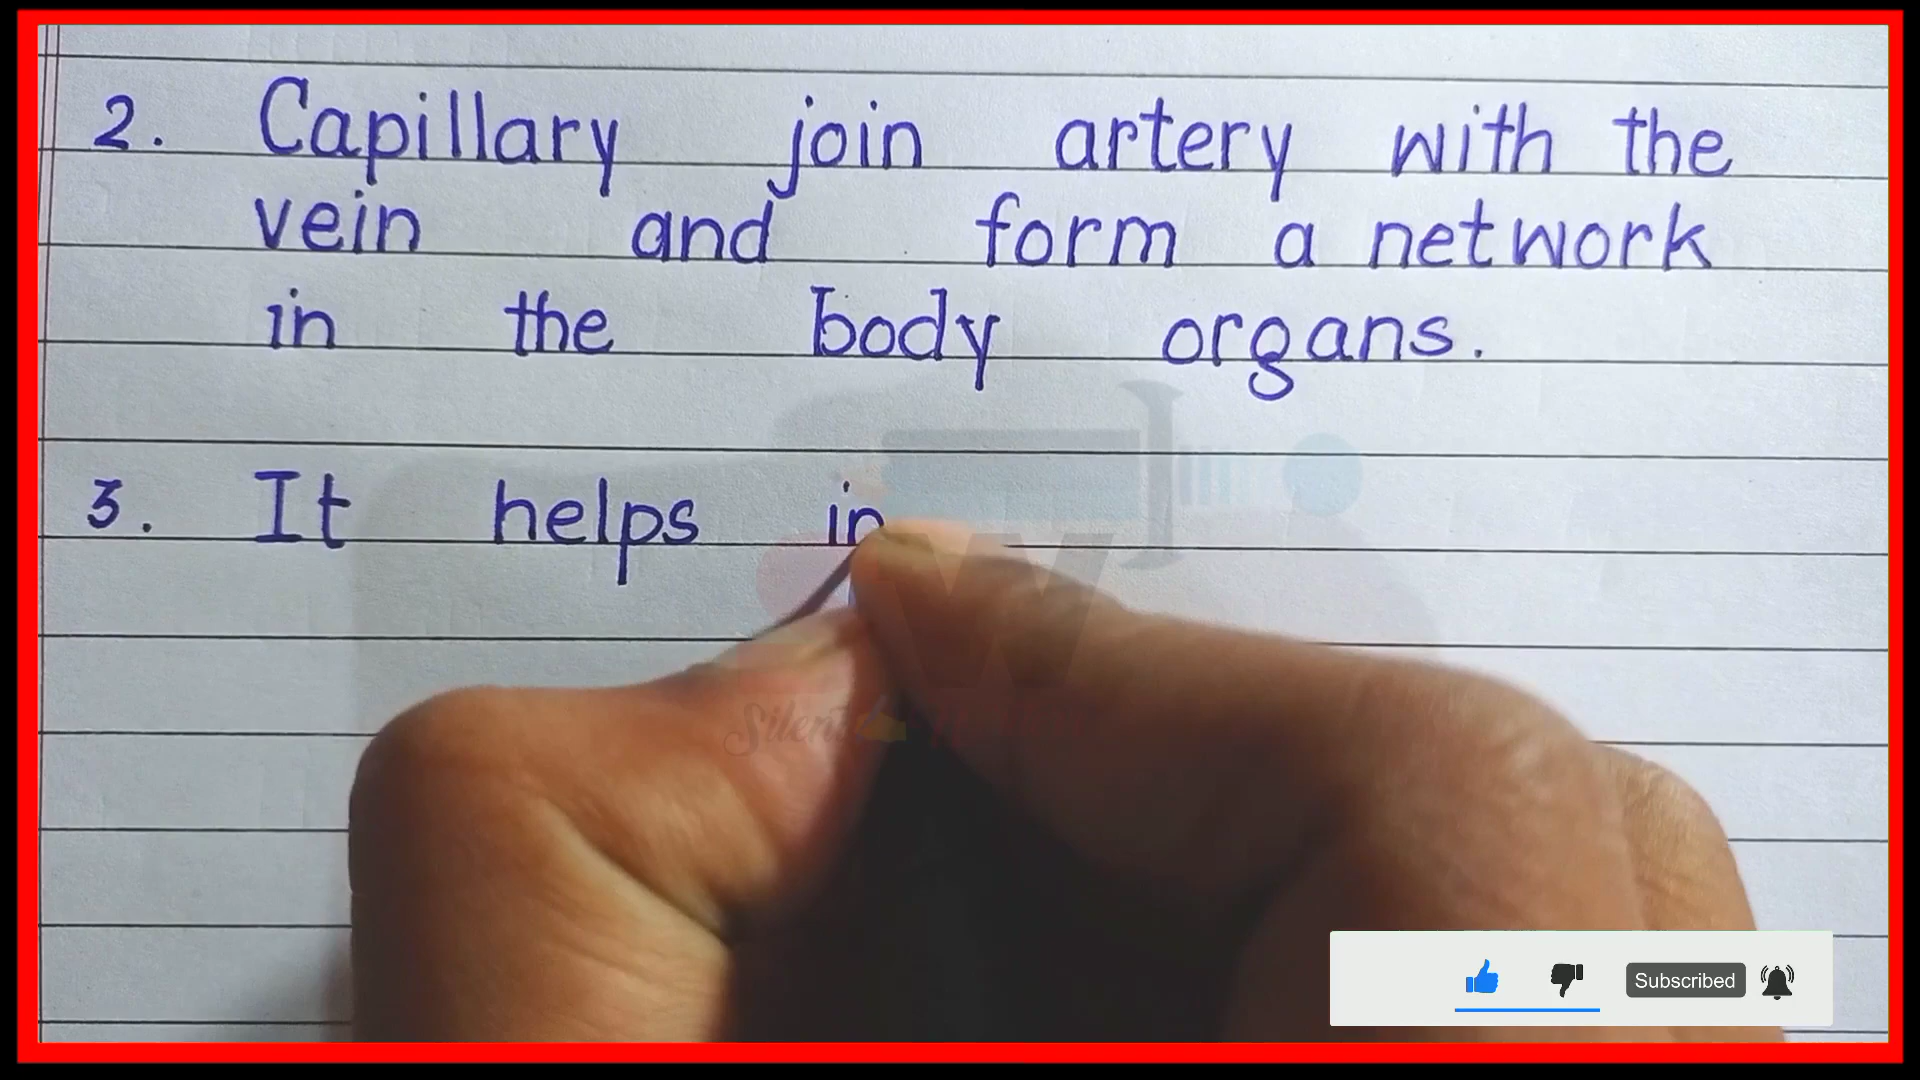 2. Capillary join artery with the
vein and form a network
in the body organs.
3. It helps in
Silent
Subscribed